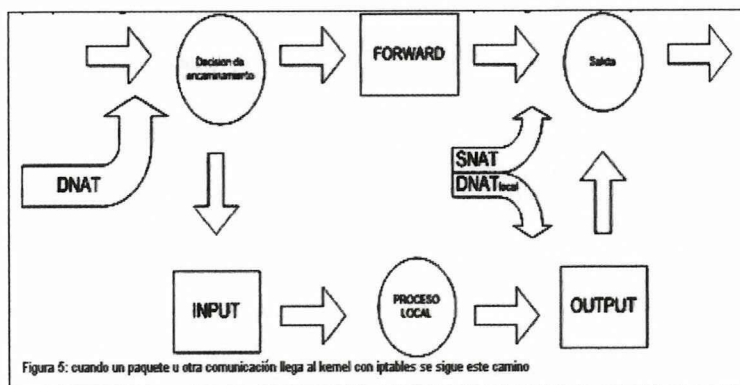 Decision de
encaminamiento
FORWARD
Salida
DNAT
SNAT
DNATlocal
INPUT
PROCESO
LOCAL
OUTPUT
Figura 5: cuando un paquete u otra comunicación llega al kernel con iptables se sigue este camino